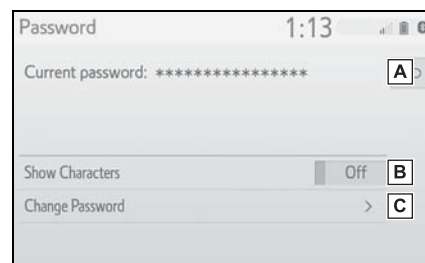 Password 1:13
Current password: **************** A
Show Characters Off B
Change Password > C